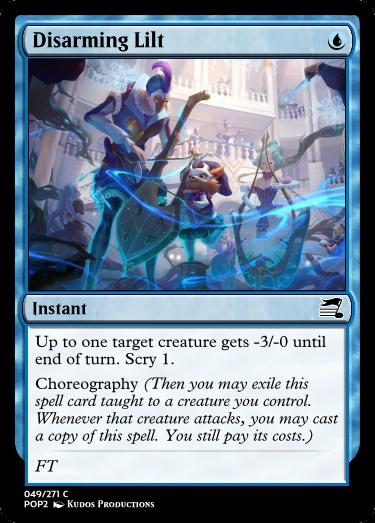 Disarming Lilt
Instant
Up to one target creature gets -3/-0 until
end of turn. Scry 1.
Choreography (Then you may exile this
spell card taught to a creature you control.
Whenever that creature attacks, you may cast
a copy of this spell. You still pay its costs.)
FT
049/271 C
POP2 Kudos Productions